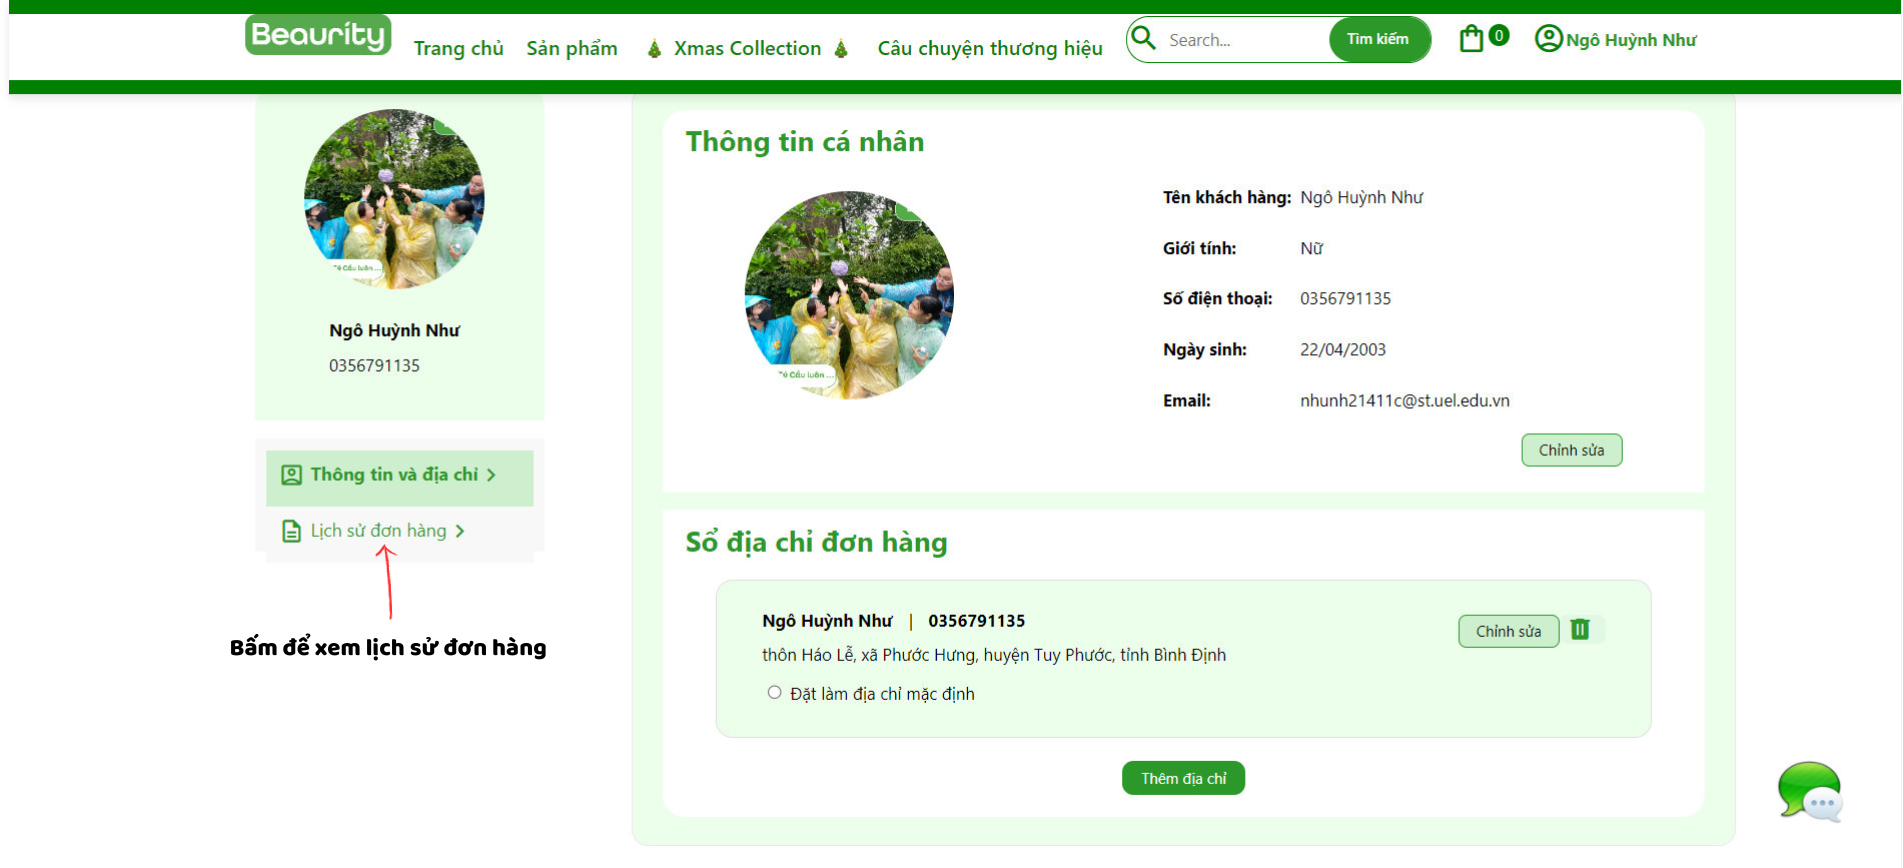 Beaurity
Trang chủ
Sản phẩm
Xmas Collection
Câu chuyện thương hiệu
Search...
Tìm kiếm
0
Ngô Huỳnh Như
Ngô Huỳnh Như
0356791135
Thông tin và địa chỉ
Lịch sử đơn hàng
Bấm để xem lịch sử đơn hàng
Thông tin cá nhân
Tên khách hàng: Ngô Huỳnh Như
Giới tính: Nữ
Số điện thoại: 0356791135
Ngày sinh: 22/04/2003
Email: nhunh21411c@st.uel.edu.vn
Chỉnh sửa
Sổ địa chỉ đơn hàng
Ngô Huỳnh Như | 0356791135
thôn Háo Lễ, xã Phước Hưng, huyện Tuy Phước, tỉnh Bình Định
Đặt làm địa chỉ mặc định
Chỉnh sửa
Thêm địa chỉ